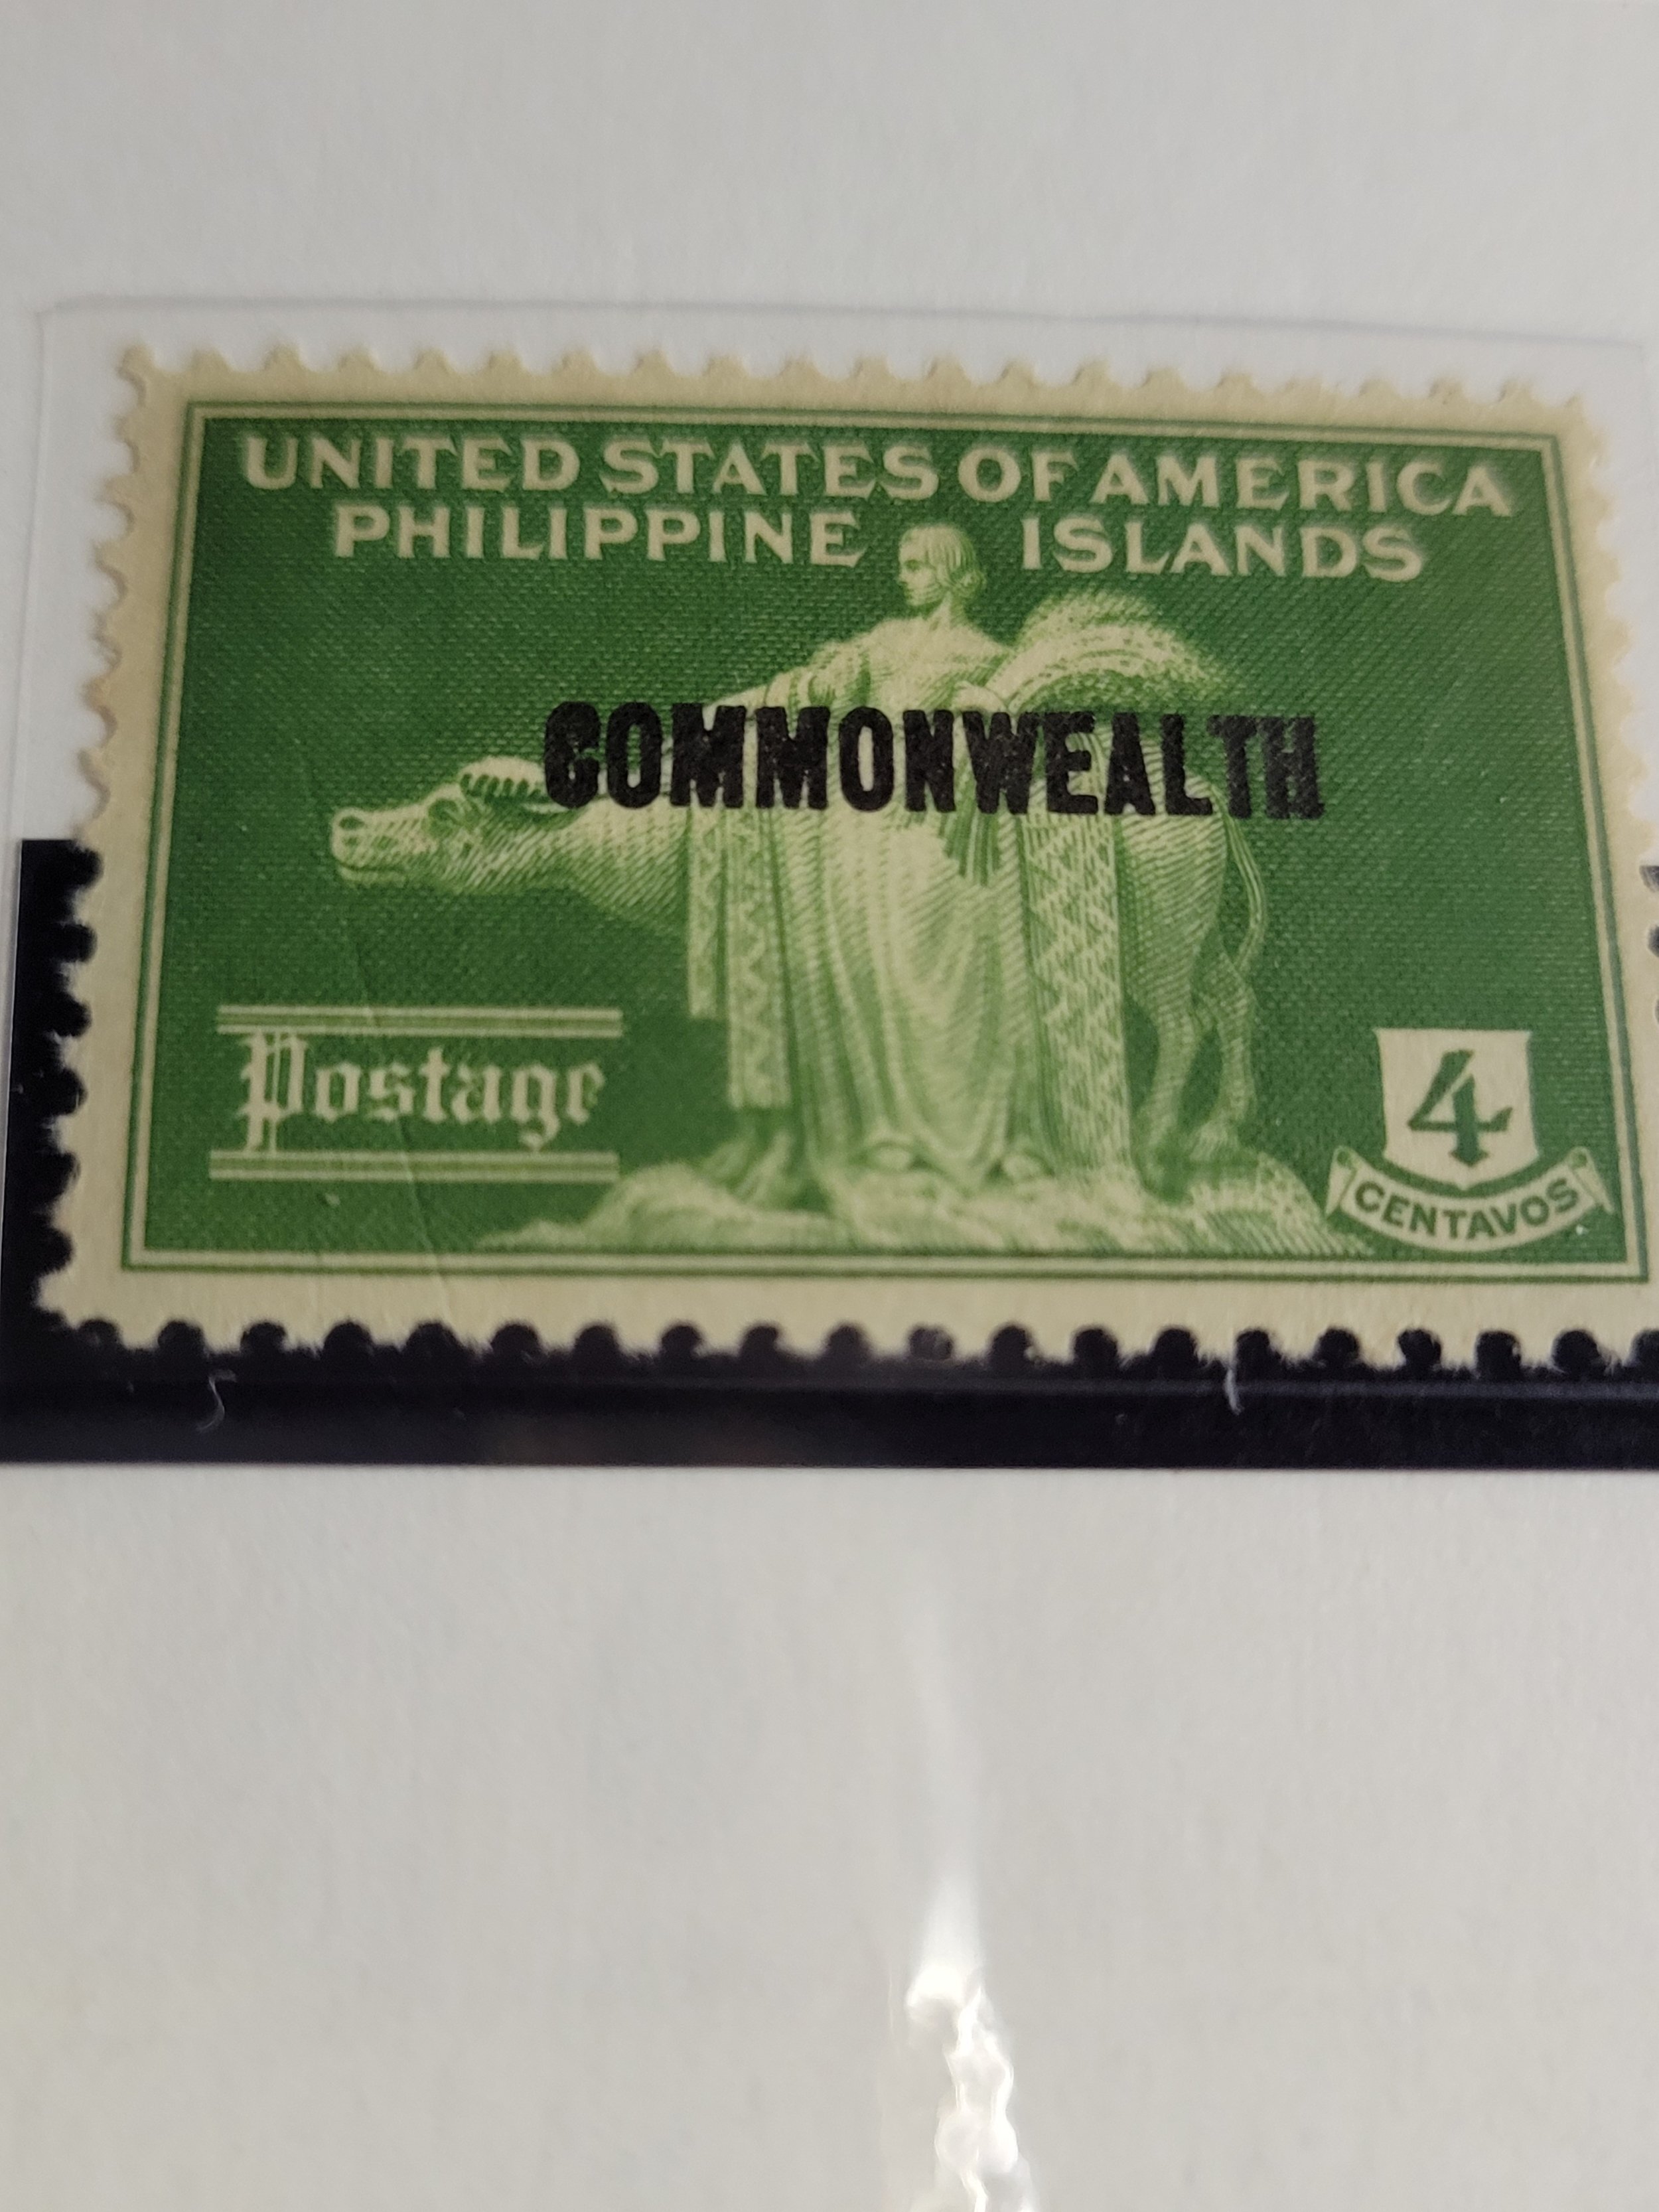 UNITED STATES OF AMERICA
PHILIPPINE ISLANDS
COMMONWEALTH
Postage
4
CENTAVOS